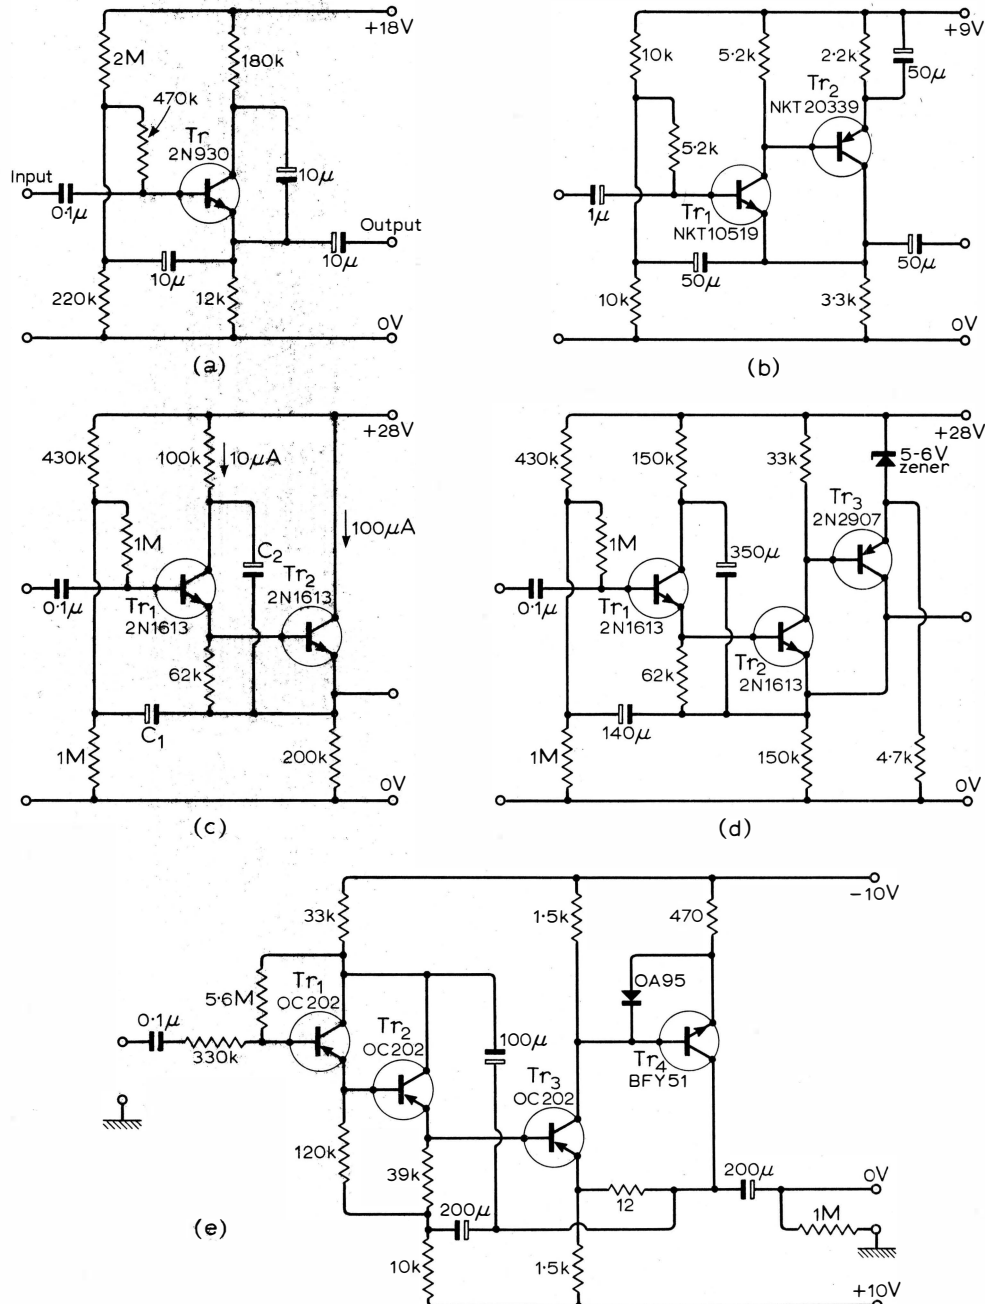 +18V
2M
180k
470k
Tr
2N930
Input
0·1μ
10μ
Output
10μ
10μ
220k
12k
0V
(a)
+9V
10k
5·2k
2·2k
50μ
Tr2
NKT20339
5·2k
1μ
Tr1
NKT10519
50μ
50μ
10k
3·3k
0V
(b)
+28V
430k
100k
10μA
100μA
1M
C2
Tr2
2N1613
0·1μ
Tr1
2N1613
62k
C1
1M
200k
0V
(c)
+28V
430k
150k
33k
5·6V
zener
Tr3
2N2907
1M
350μ
0·1μ
Tr1
2N1613
62k
Tr2
2N1613
140μ
1M
150k
4·7k
0V
(d)
-10V
33k
1·5k
470
OA95
5·6M
Tr1
OC202
0·1μ
330k
Tr2
OC202
100μ
Tr4
BFY51
Tr3
OC202
120k
39k
200μ
12
200μ
0V
1M
(e)
10k
1·5k
+10V